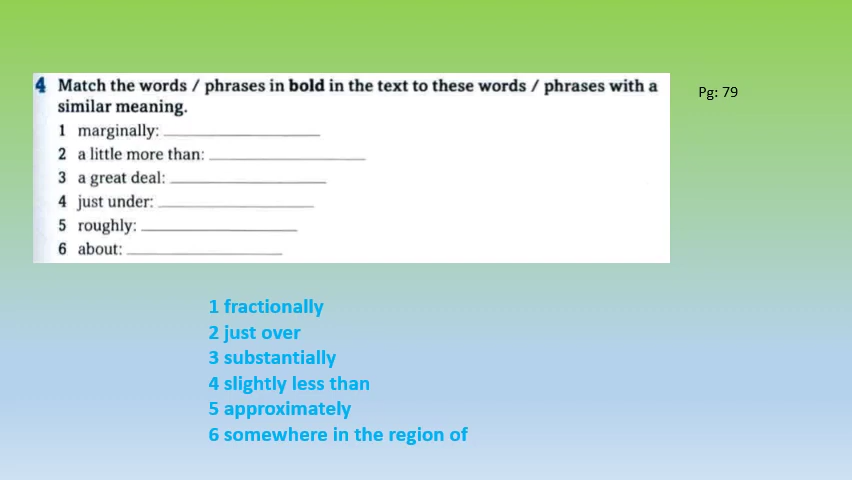 4 Match the words / phrases in bold in the text to these words / phrases with a
similar meaning.
1 marginally:
2 a little more than:
3 a great deal:
4 just under:
5 roughly:
6 about:
Pg: 79
1 fractionally
2 just over
3 substantially
4 slightly less than
5 approximately
6 somewhere in the region of